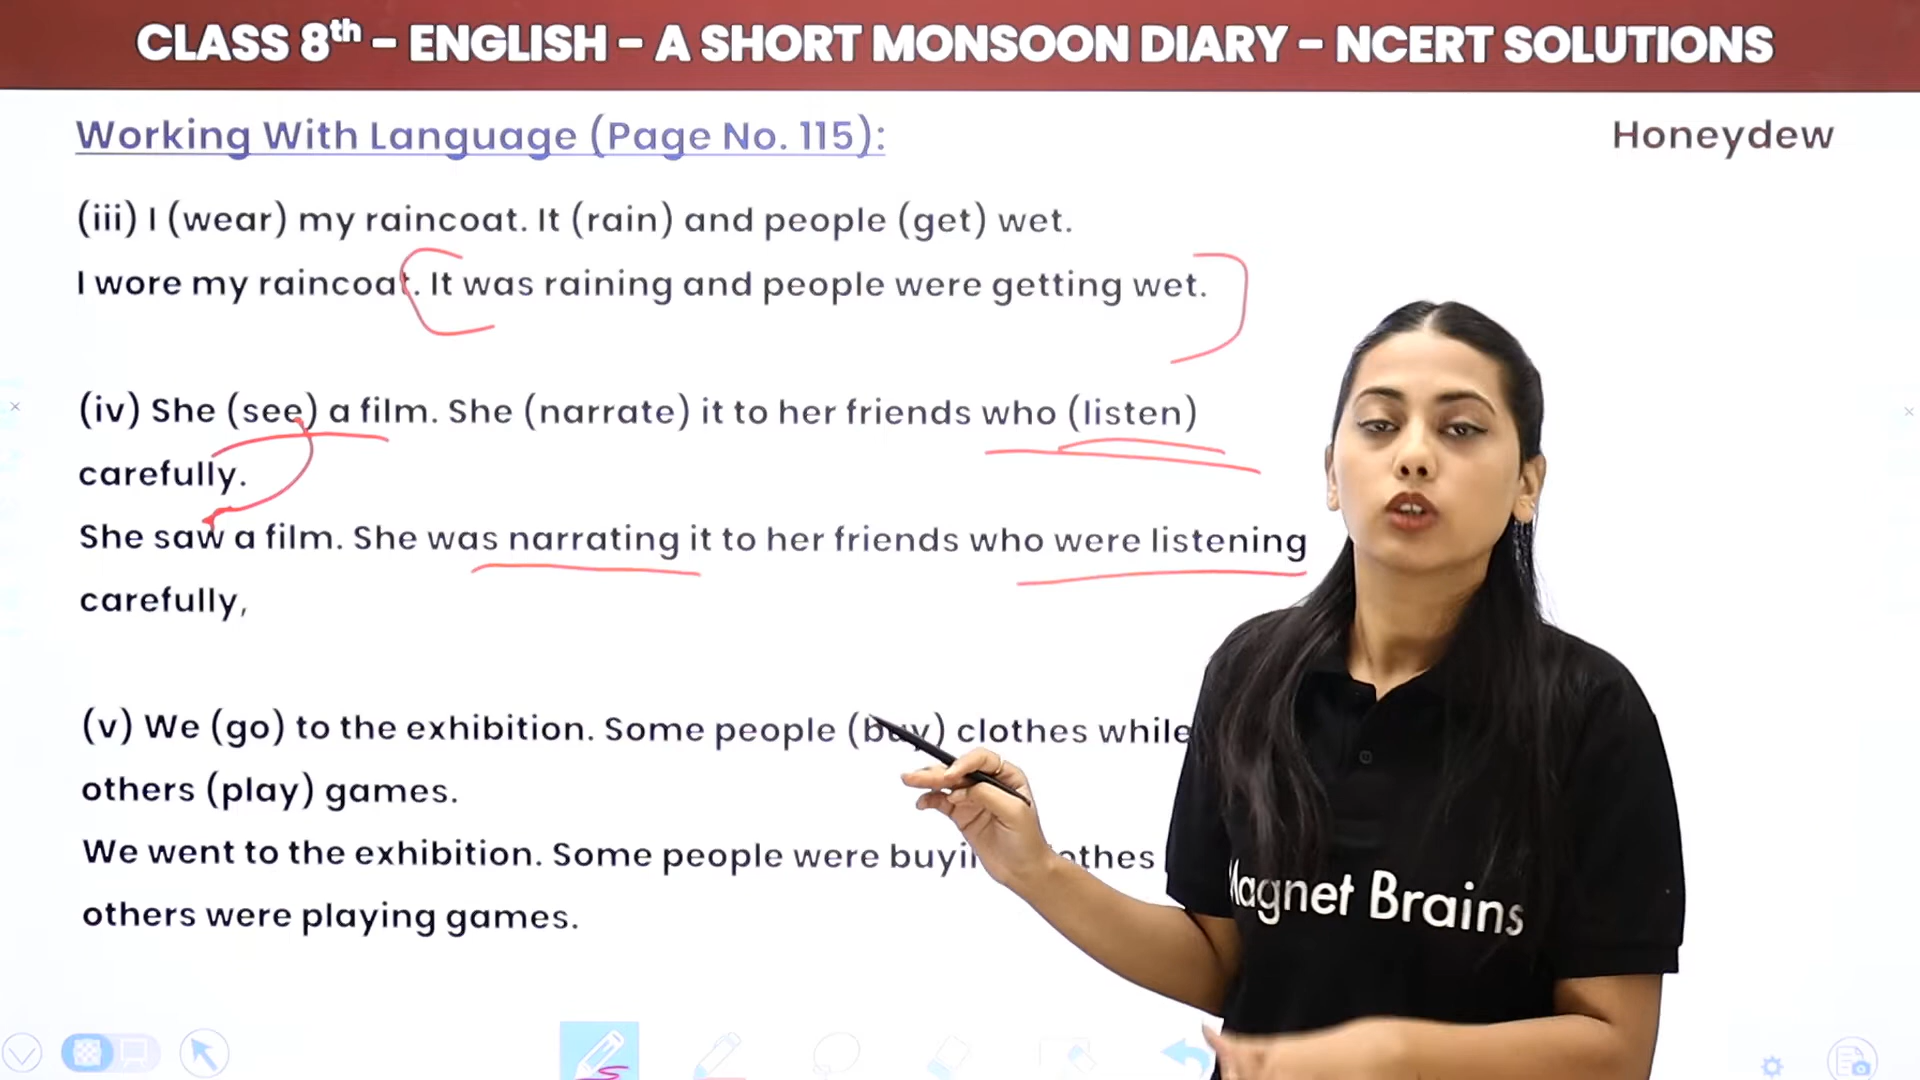 CLASS 8th - ENGLISH - A SHORT MONSOON DIARY - NCERT SOLUTIONS
Working With Language (Page No. 115):
Honeydew
(iii) I (wear) my raincoat. It (rain) and people (get) wet.
I wore my raincoat. It was raining and people were getting wet.
(iv) She (see) a film. She (narrate) it to her friends who (listen)
carefully.
She saw a film. She was narrating it to her friends who were listening
carefully,
(v) We (go) to the exhibition. Some people (buy) clothes while
others (play) games.
We went to the exhibition. Some people were
others were playing games.
Magnet Brains